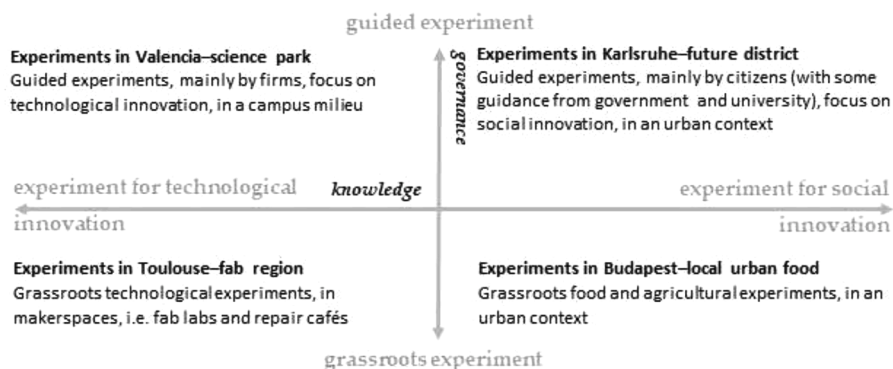 guided experiment
Experiments in Valencia–science park
Guided experiments, mainly by firms, focus on
technological innovation, in a campus milieu
governance
Experiments in Karlsruhe–future district
Guided experiments, mainly by citizens (with some
guidance from government and university), focus on
social innovation, in an urban context
experiment for technological
innovation
knowledge
experiment for social
innovation
Experiments in Toulouse–fab region
Grassroots technological experiments, in
makerspaces, i.e. fab labs and repair cafés
Experiments in Budapest–local urban food
Grassroots food and agricultural experiments, in an
urban context
grassroots experiment